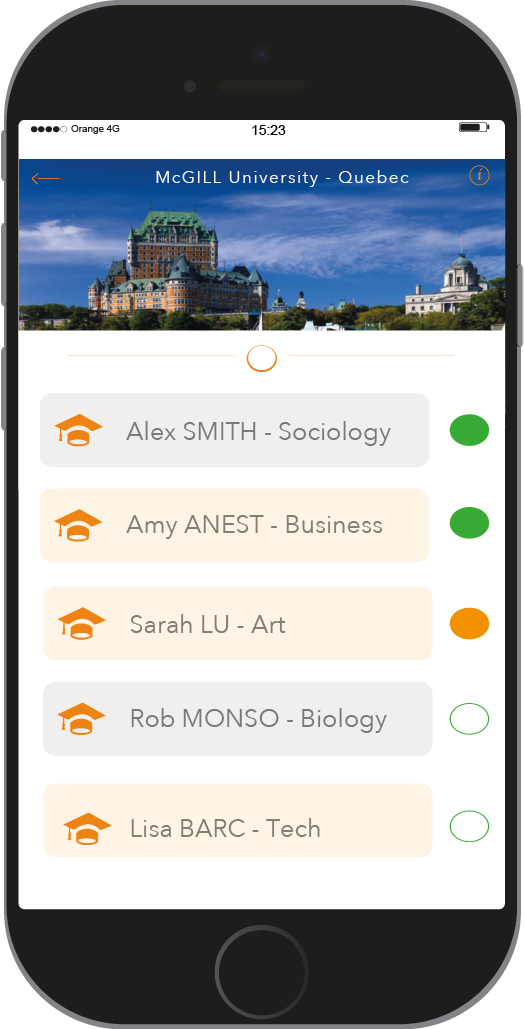 Orange 4G 15:23
McGILL University - Quebec
i
Alex SMITH - Sociology
Amy ANEST - Business
Sarah LU - Art
Rob MONSO - Biology
Lisa BARC - Tech